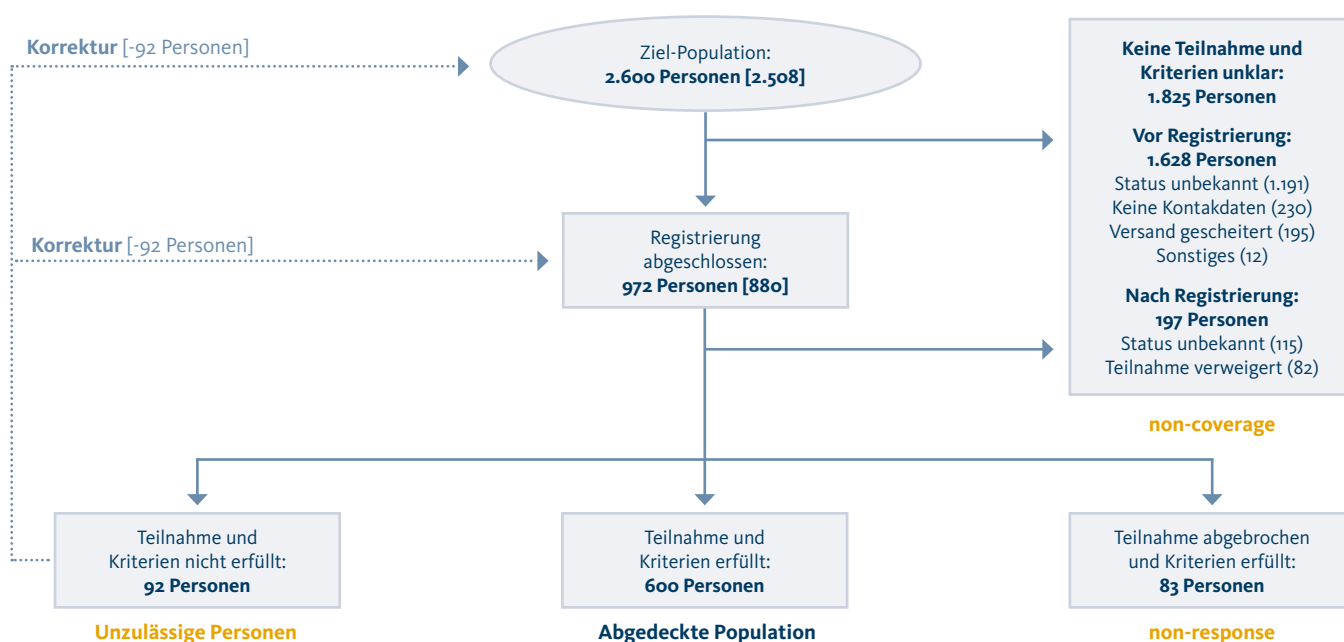 Korrektur [-92 Personen]
Ziel-Population:
2.600 Personen [2.508]
Keine Teilnahme und
Kriterien unklar:
1.825 Personen
Vor Registrierung:
1.628 Personen
Status unbekannt (1.191)
Keine Kontakdaten (230)
Versand gescheitert (195)
Sonstiges (12)
Nach Registrierung:
197 Personen
Status unbekannt (115)
Teilnahme verweigert (82)
non-coverage
Korrektur [-92 Personen]
Registrierung
abgeschlossen:
972 Personen [880]
Teilnahme und
Kriterien nicht erfüllt:
92 Personen
Unzulässige Personen
Teilnahme und
Kriterien erfüllt:
600 Personen
Abgedeckte Population
Teilnahme abgebrochen
und Kriterien erfüllt:
83 Personen
non-response